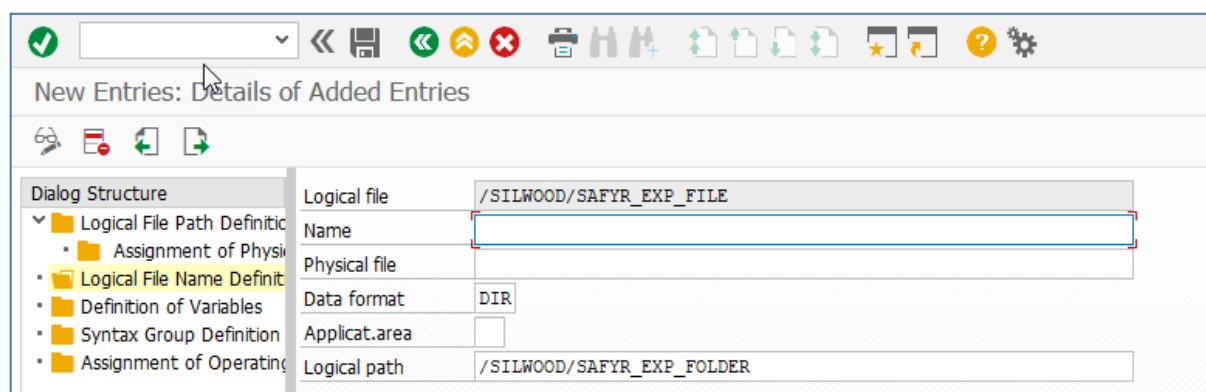 New Entries: Details of Added Entries
Dialog Structure
Logical File Path Definitic
Assignment of Physi
Logical File Name Definit
Definition of Variables
Syntax Group Definition
Assignment of Operating
Logical file /SILWOOD/SAFYR_EXP_FILE
Name
Physical file
Data format DIR
Applicat.area
Logical path /SILWOOD/SAFYR_EXP_FOLDER